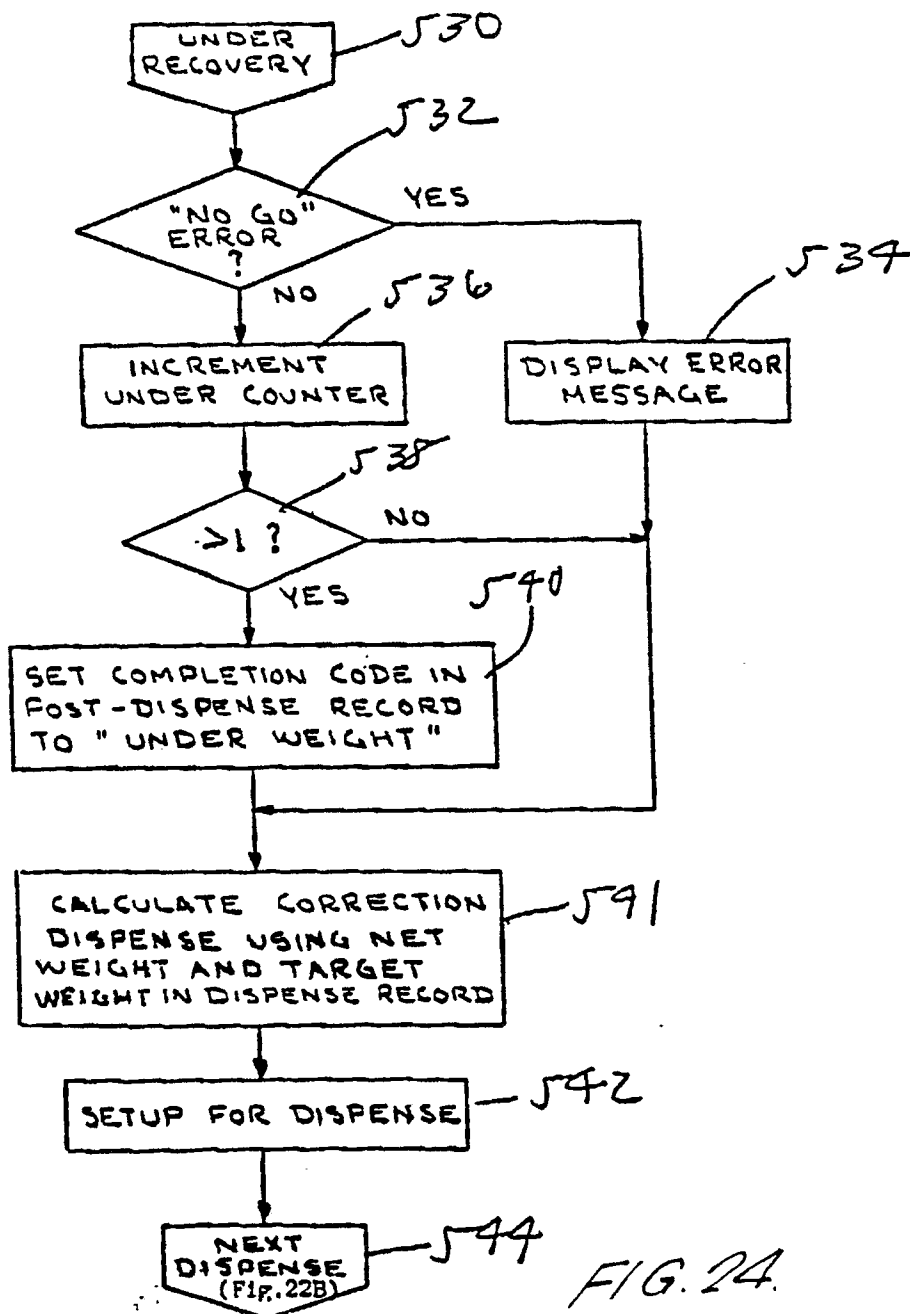 UNDER
RECOVERY
530
532
"NO GO"
ERROR
?
YES
NO
536
534
INCREMENT
UNDER COUNTER
DISPLAY ERROR
MESSAGE
538
>1 ?
NO
YES
540
SET COMPLETION CODE IN
POST-DISPENSE RECORD
TO "UNDER WEIGHT"
CALCULATE CORRECTION
DISPENSE USING NET
WEIGHT AND TARGET
WEIGHT IN DISPENSE RECORD
541
SETUP FOR DISPENSE
542
NEXT
DISPENSE
(FIG. 22B)
544
FIG. 24.